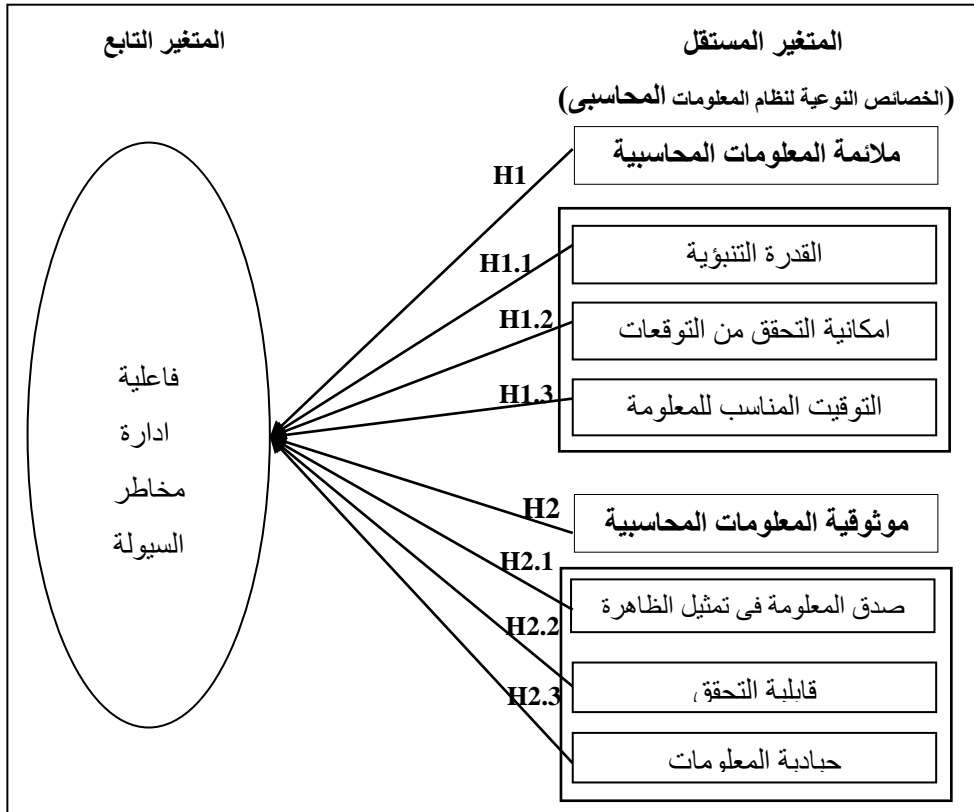 المتغير المستقل
المتغير التابع
(الخصائص النوعية لنظام المعلومات المحاسبى)
ملائمة المعلومات المحاسبية
H1
القدرة التنبؤية
H1.1
امكانية التحقق من التوقعات
H1.2
التوقيت المناسب للمعلومة
H1.3
فاعلية
ادارة
مخاطر
السيولة
موثوقية المعلومات المحاسبية
H2
صدق المعلومة فى تمثيل الظاهرة
H2.1
قابلية التحقق
H2.2
حيادية المعلومات
H2.3